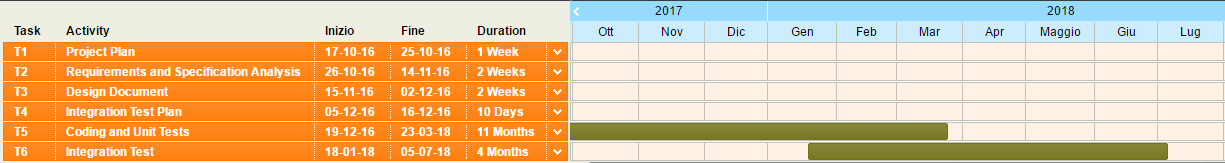 2017 2018
Task Activity Inizio Fine Duration Ott Nov Dic Gen Feb Mar Apr Maggio Giu Lug
T1 Project Plan 17-10-16 25-10-16 1 Week
T2 Requirements and Specification Analysis 26-10-16 14-11-16 2 Weeks
T3 Design Document 15-11-16 02-12-16 2 Weeks
T4 Integration Test Plan 05-12-16 16-12-16 10 Days
T5 Coding and Unit Tests 19-12-16 23-03-18 11 Months
T6 Integration Test 18-01-18 05-07-18 4 Months